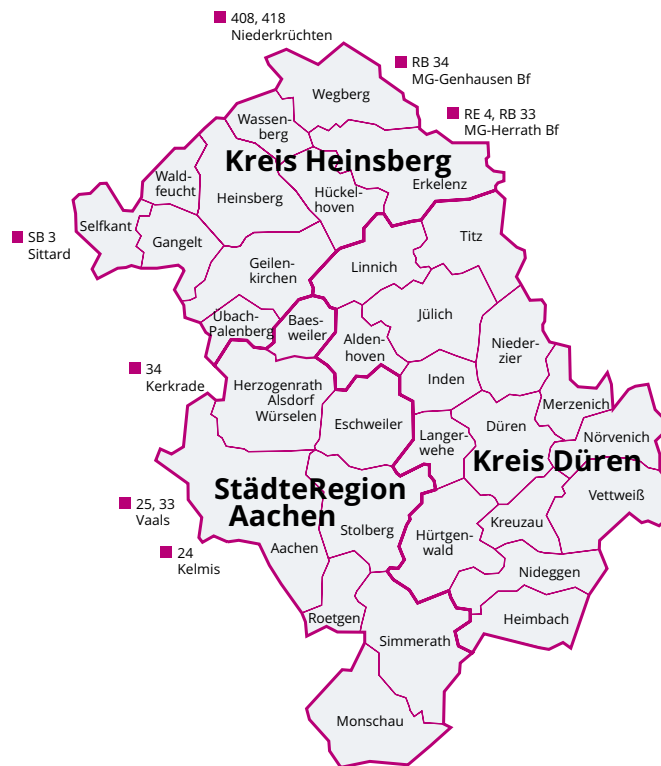 408, 418
Niederkrüchten
RB 34
MG-Genhausen Bf
Wegberg
RE 4, RB 33
MG-Herrath Bf
Wassen-
berg
Kreis Heinsberg
Wald-
feucht
Heinsberg
Hückel-
hoven
Erkelenz
Selfkant
SB 3
Sittard
Gangelt
Titz
Geilen-
kirchen
Linnich
Übach-
Palenberg
Baes-
weiler
Jülich
Alden-
hoven
Nieder-
zier
34
Kerkrade
Herzogenrath
Alsdorf
Würselen
Inden
Merzenich
Eschweiler
Langer-
wehe
Düren
Nörvenich
Kreis Düren
StädteRegion
Aachen
Vettweiß
25, 33
Vaals
Stolberg
Hürtgen-
wald
Kreuzau
24
Kelmis
Aachen
Nideggen
Roetgen
Heimbach
Simmerath
Monschau